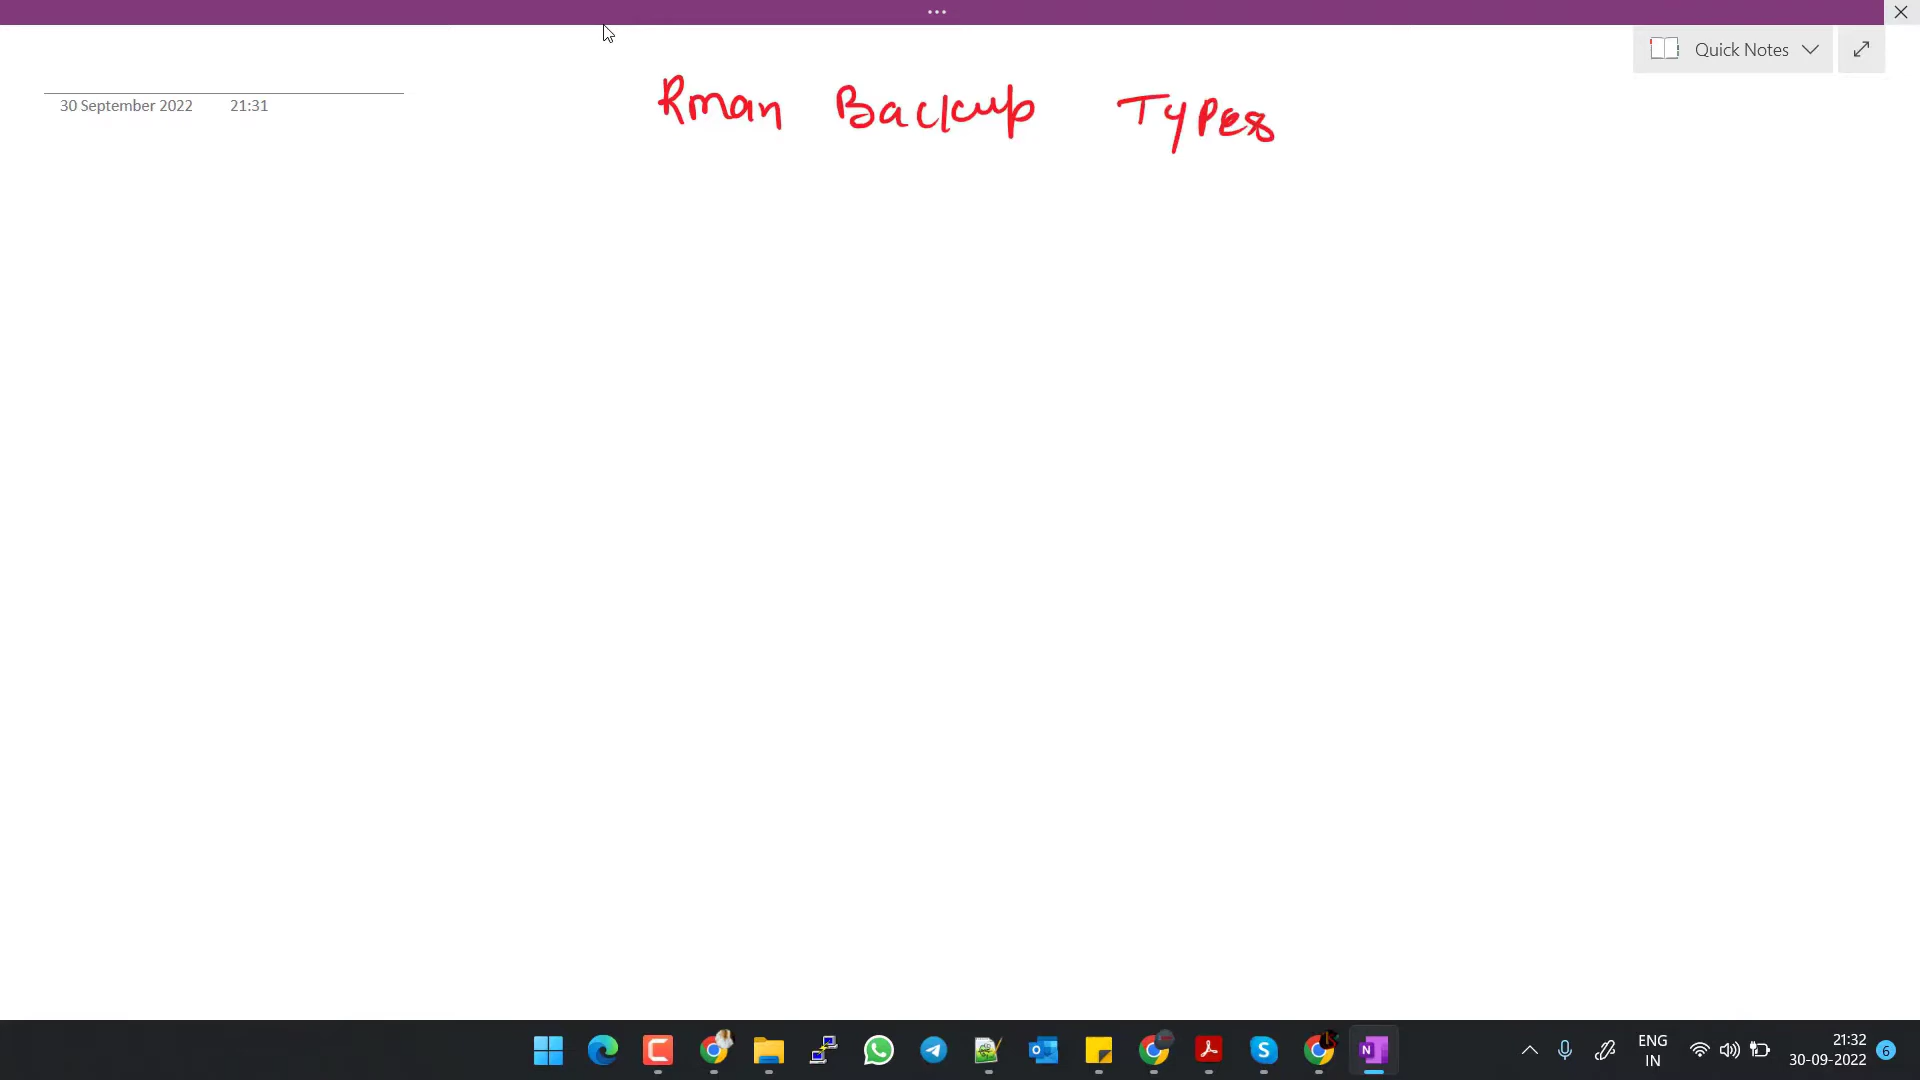 Quick Notes
Rman Backup Types
30 September 2022 21:31
ENG
IN
21:32
30-09-2022
6